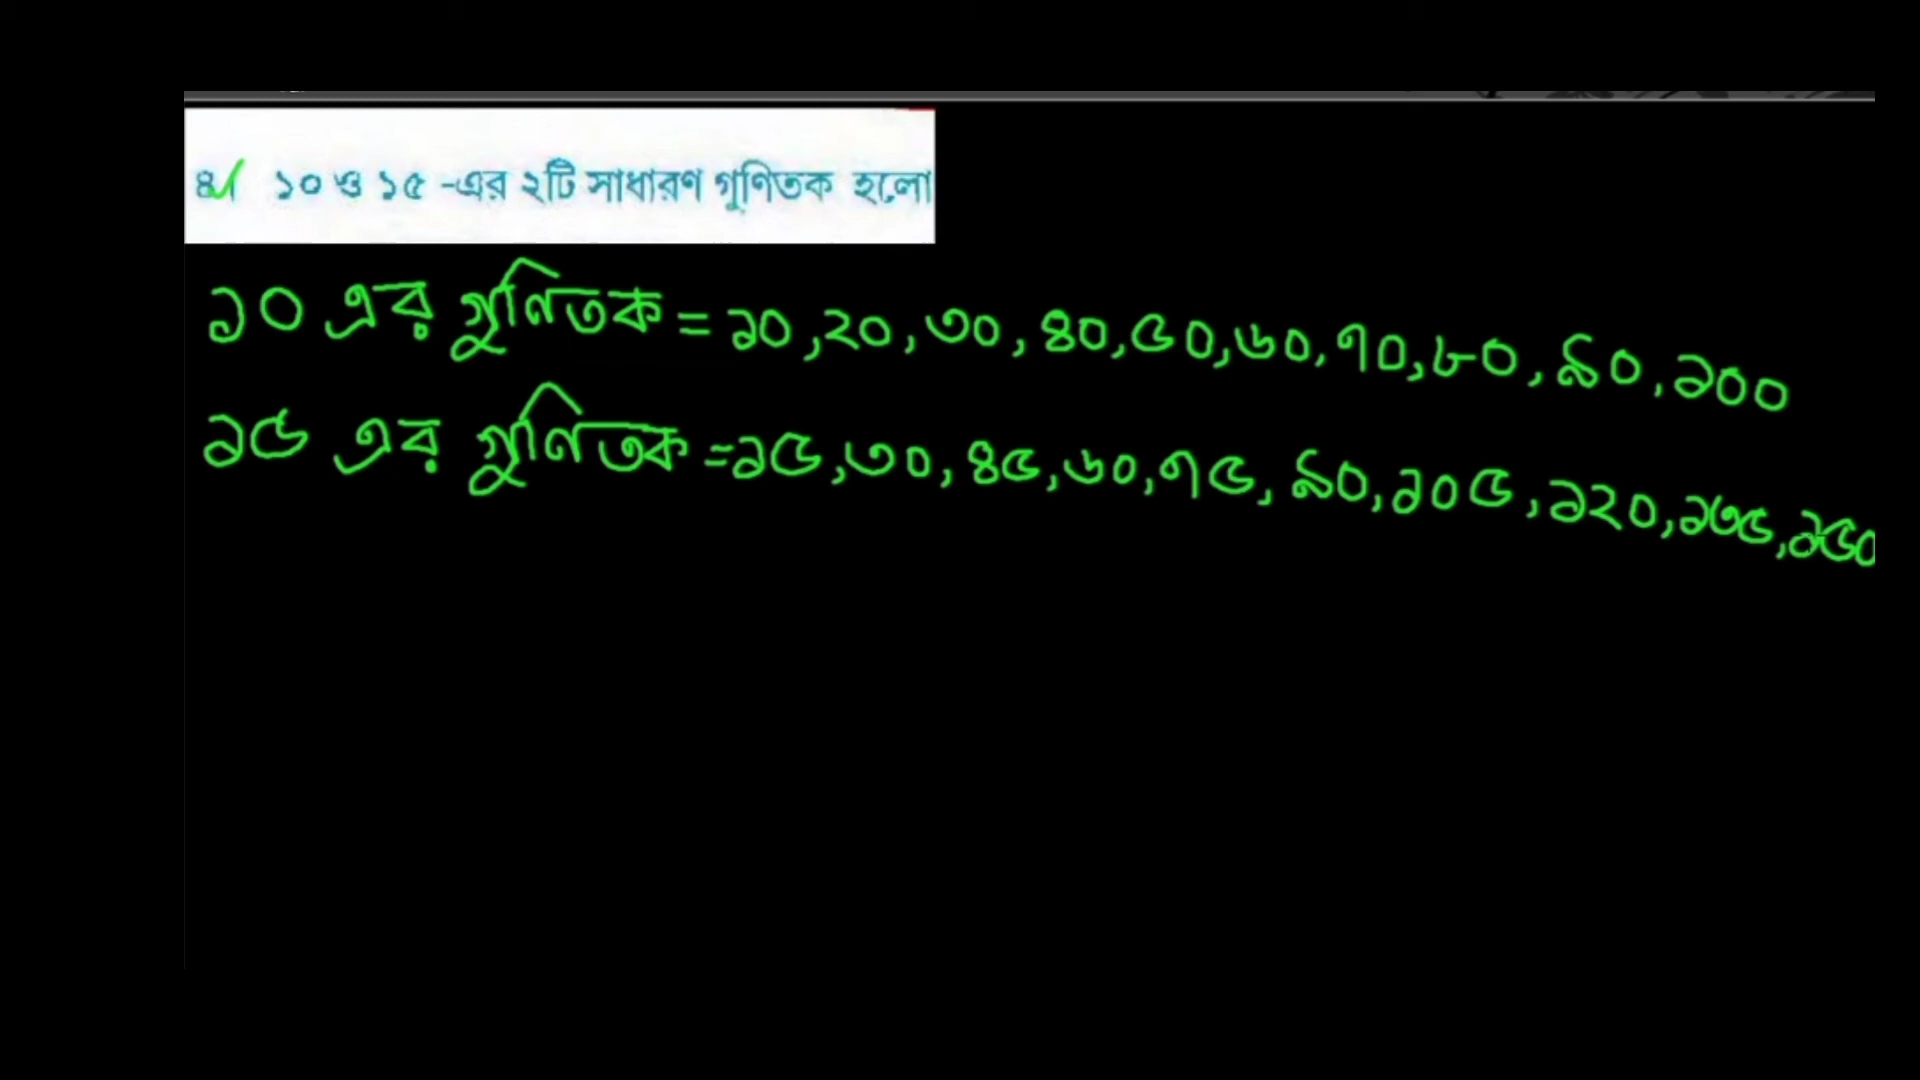 ৪। ১০ ও ১৫ -এর ২টি সাধারণ গুণিতক হলো
১০ এর গুণিতক = ১০, ২০, ৩০, ৪০, ৫০, ৬০, ৭০, ৮০, ৯০, ১০০
১৫ এর গুণিতক = ১৫, ৩০, ৪৫, ৬০, ৭৫, ৯০, ১০৫, ১২০, ১৩৫, ১৫০